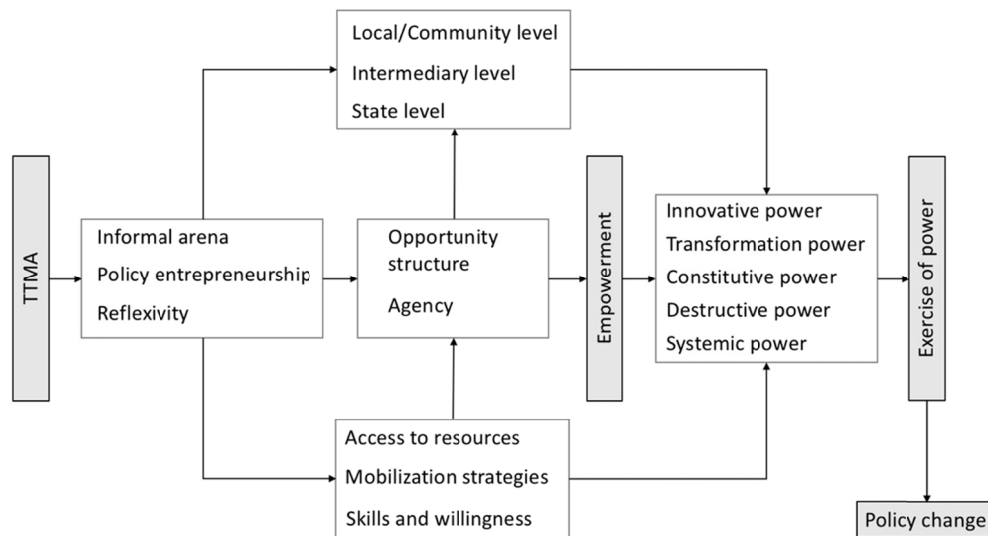 Local/Community level
Intermediary level
State level
TTMA
Informal arena
Policy entrepreneurship
Reflexivity
Opportunity
structure
Agency
Empowerment
Innovative power
Transformation power
Constitutive power
Destructive power
Systemic power
Exercise of power
Access to resources
Mobilization strategies
Skills and willingness
Policy change